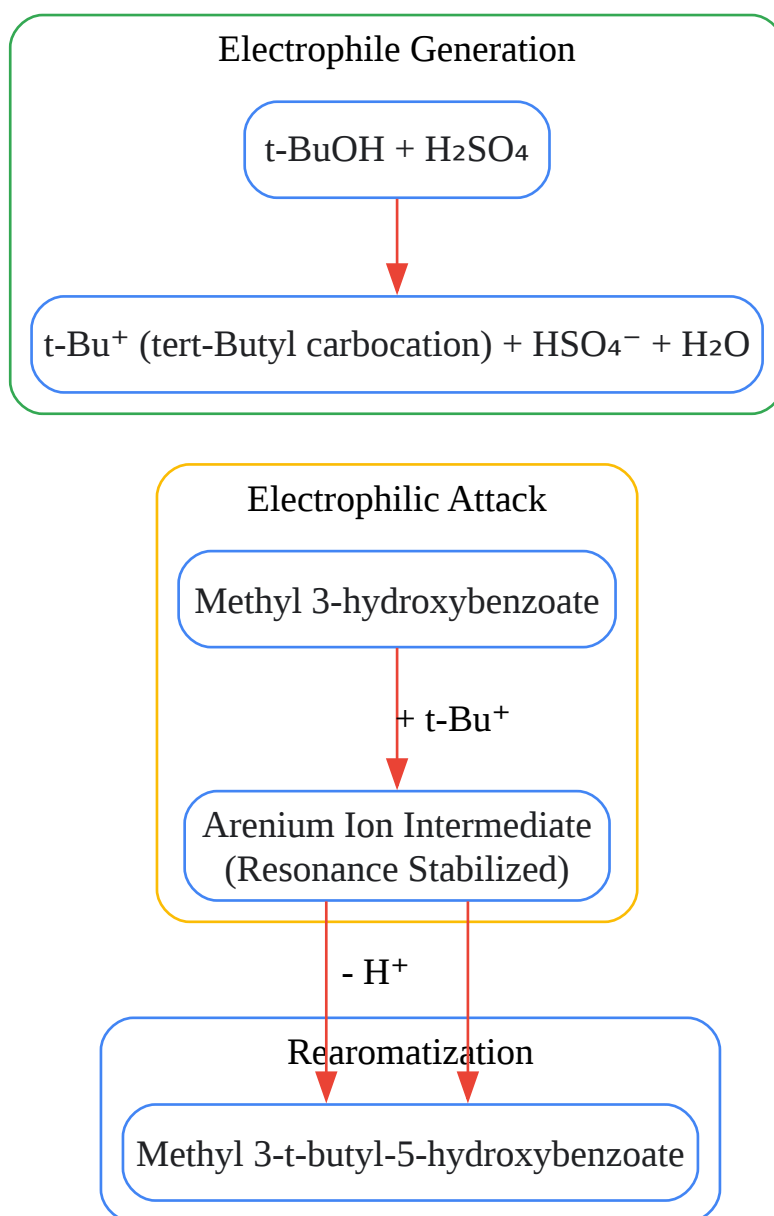 Electrophile Generation
t-BuOH + H₂SO₄
t-Bu⁺ (tert-Butyl carbocation) + HSO₄⁻ + H₂O
Electrophilic Attack
Methyl 3-hydroxybenzoate
+ t-Bu⁺
Arenium Ion Intermediate
(Resonance Stabilized)
- H⁺
Rearomatization
Methyl 3-t-butyl-5-hydroxybenzoate